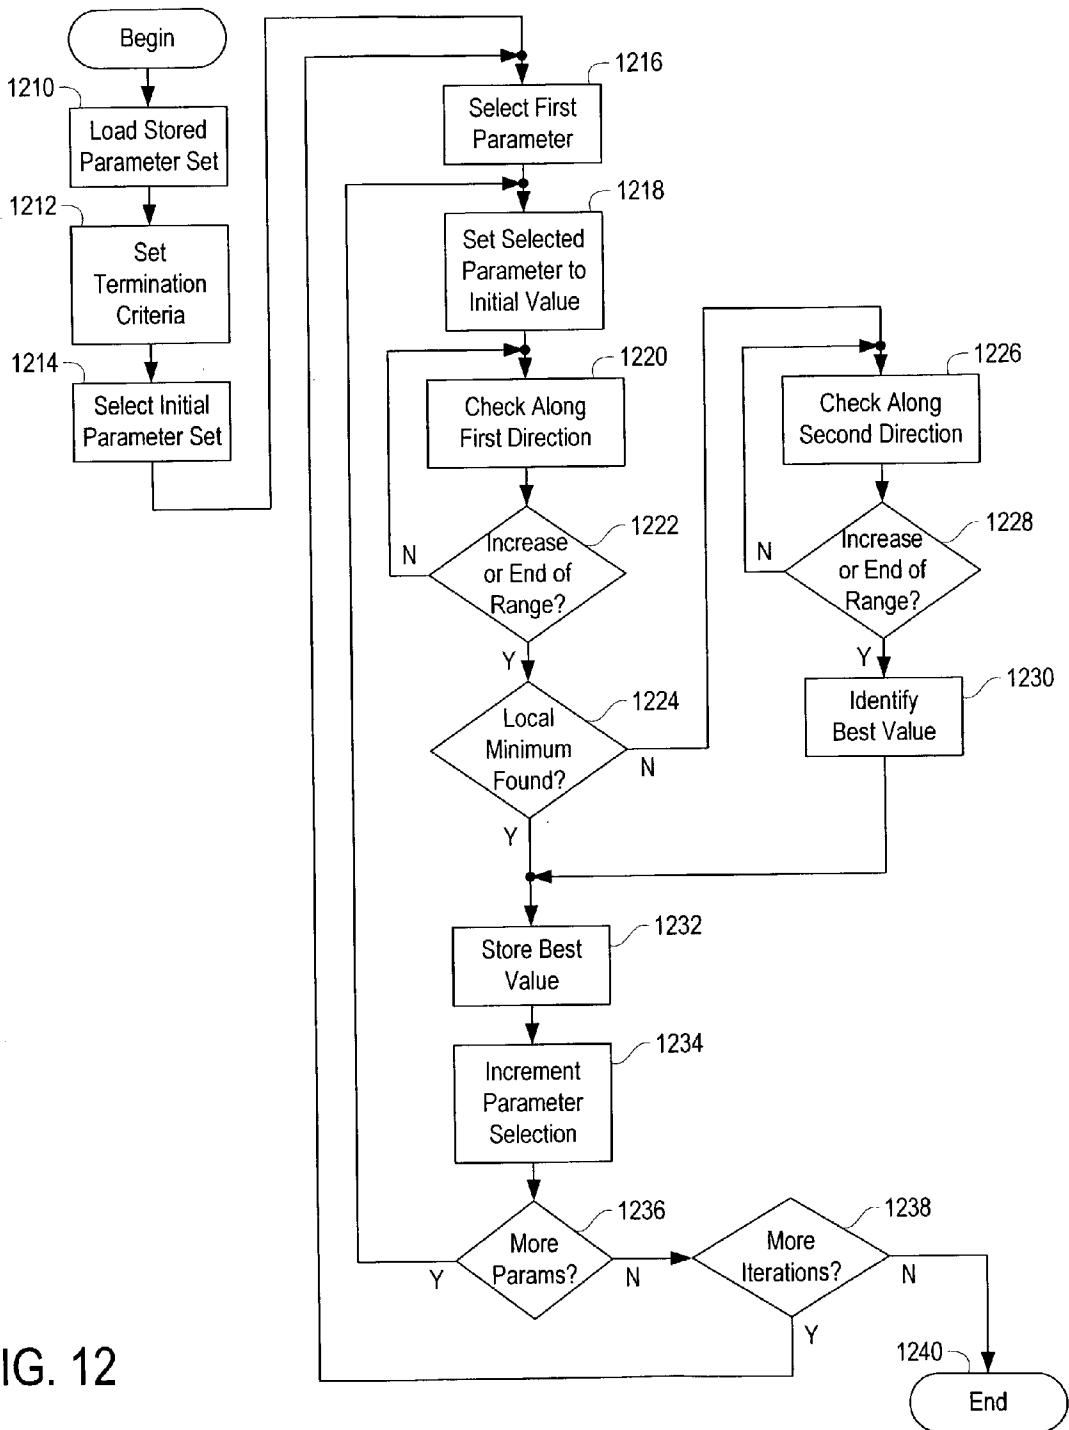 Begin
1210
Load Stored
Parameter Set
1212
Set
Termination
Criteria
1214
Select Initial
Parameter Set
1216
Select First
Parameter
1218
Set Selected
Parameter to
Initial Value
1220
Check Along
First Direction
1222
Increase
or End of
Range?
N
Y
1224
Local
Minimum
Found?
N
Y
1226
Check Along
Second Direction
1228
Increase
or End of
Range?
N
Y
1230
Identify
Best Value
1232
Store Best
Value
1234
Increment
Parameter
Selection
1236
More
Params?
Y
N
1238
More
Iterations?
N
Y
1240
End
IG. 12